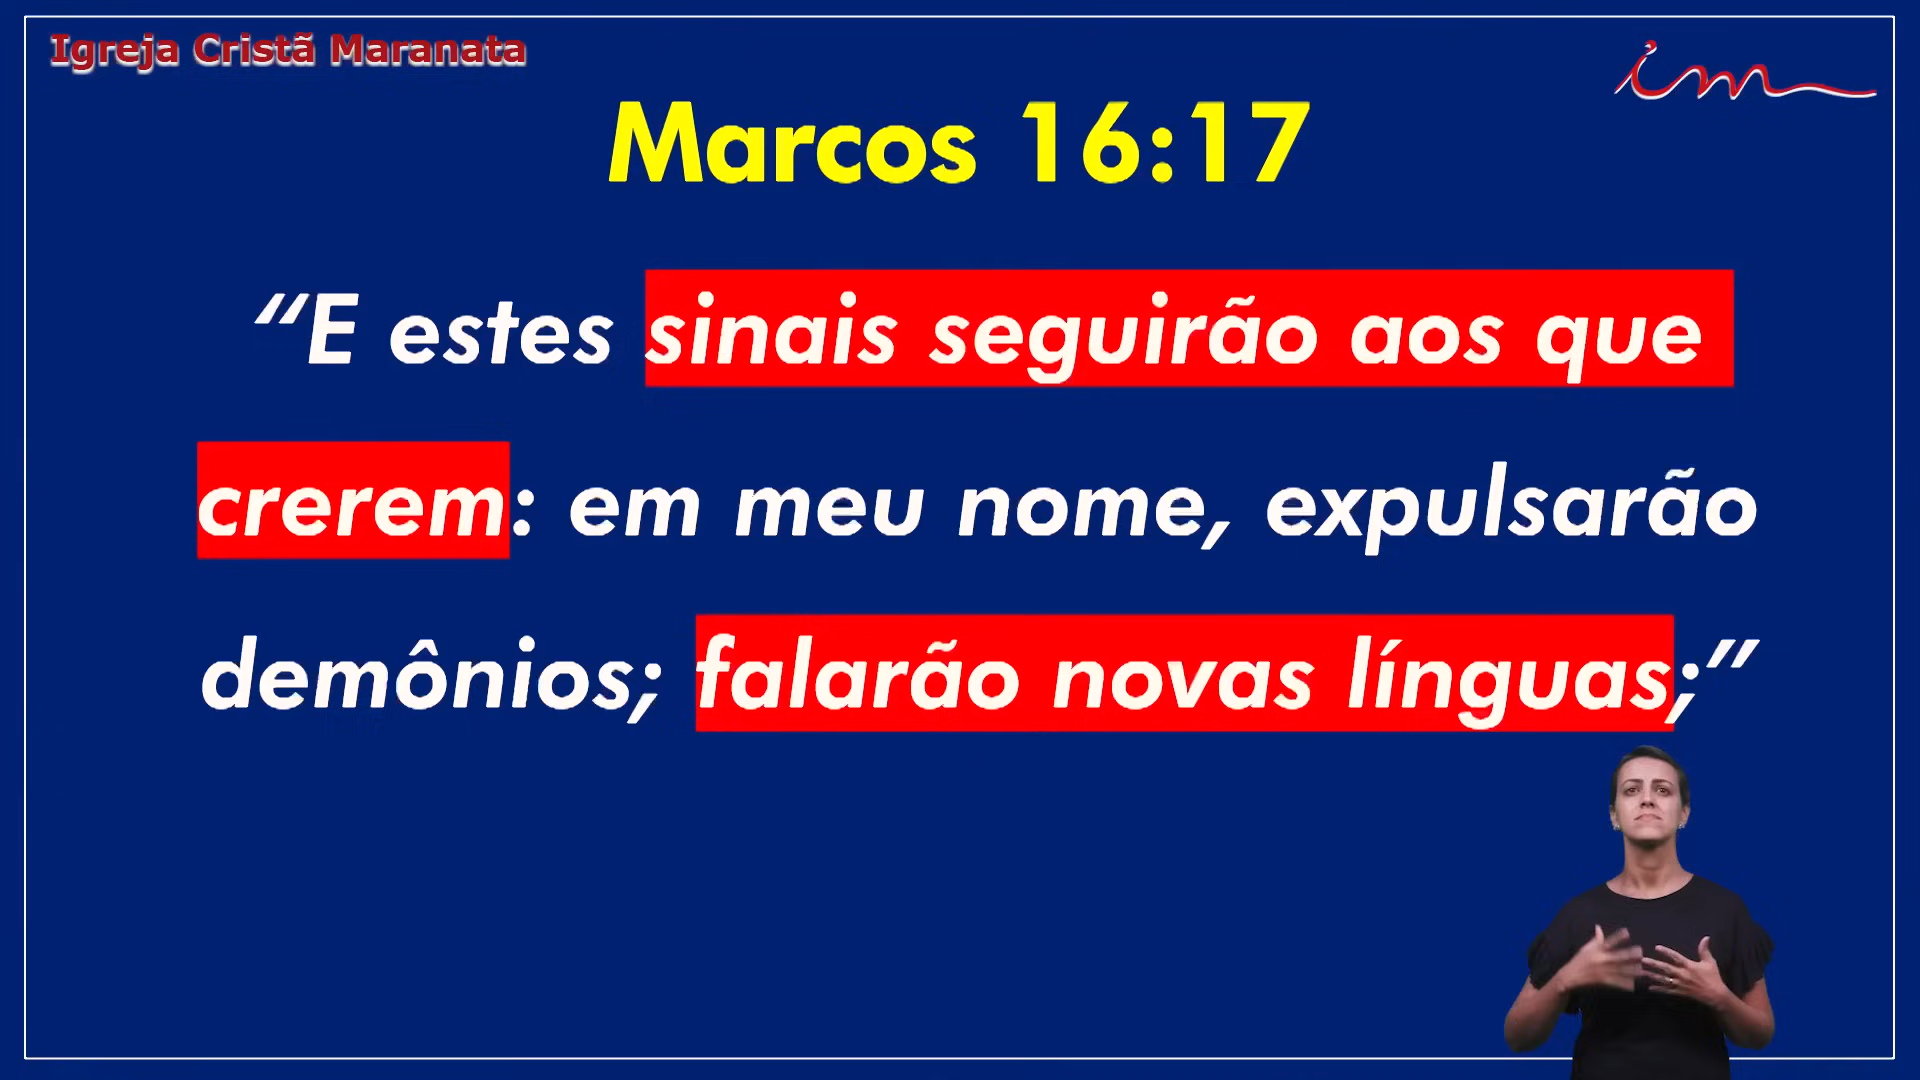 Igreja Cristã Maranata
im
Marcos 16:17
“E estes sinais seguirão aos que
crerem: em meu nome, expulsarão
demônios; falarão novas línguas;”